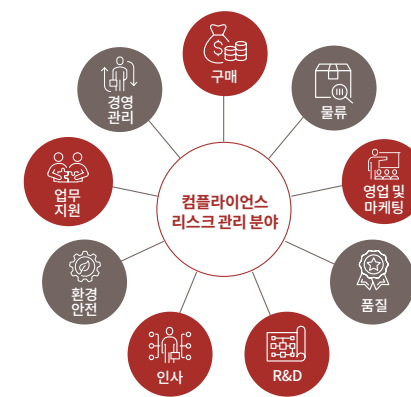 구매
물류
영업 및
마케팅
품질
R&D
인사
환경
안전
업무
지원
경영
관리
컴플라이언스
리스크 관리 분야